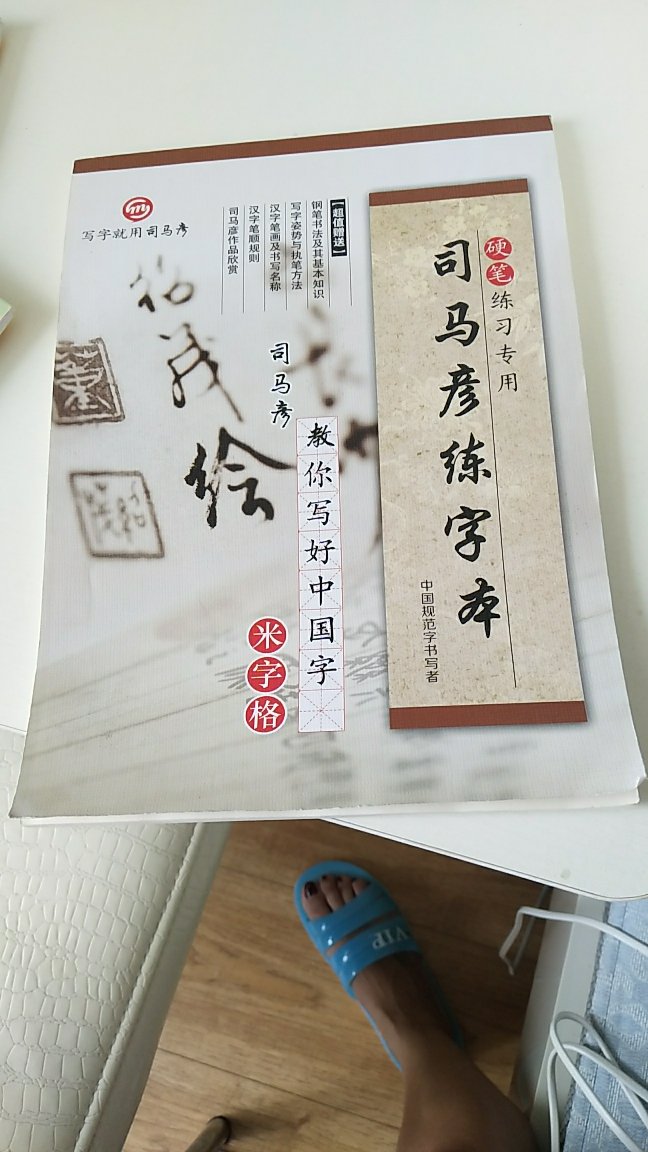 硬笔练习专用
司马彦练字本
中国规范字书写者
【超值赠送】
钢笔书法及其基本知识
写字姿势与执笔方法
汉字笔画及书写名称
汉字笔顺规则
司马彦作品欣赏
写字就用司马彦
司马彦
教你写好中国字
米字格
绘
VIP